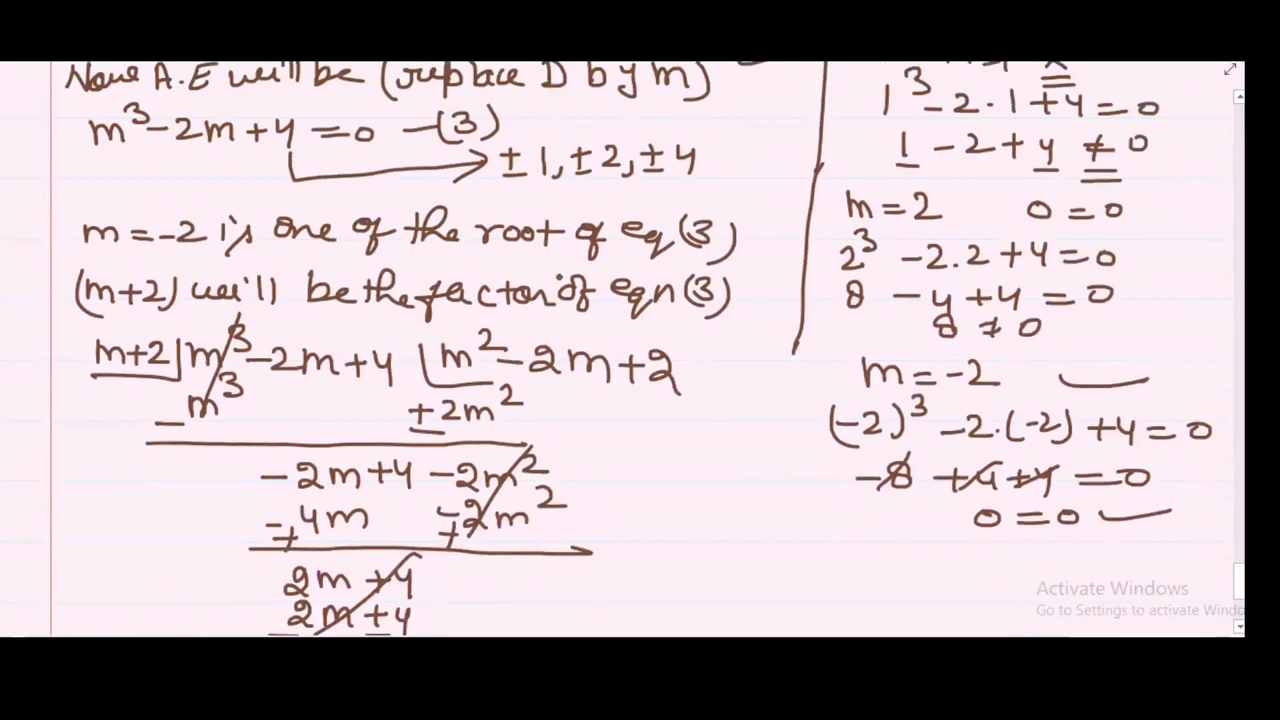 Now A.E will be (replace D by m)
m³ - 2m + 4 = 0 - (3)
± 1, ± 2, ± 4
m = -2 is one of the root of eq (3)
(m+2) will be the factor of eqn (3)
m+2 | m³ - 2m + 4 | m² - 2m + 2
- m³ ± 2m²
-2m + 4 - 2m²
-+ 4m -+ 2m²
2m + 4
2m + 4
1³ - 2 · 1 + 4 = 0
1 - 2 + 4 ≠ 0
m = 2 0 = 0
2³ - 2.2 + 4 = 0
8 - 4 + 4 = 0
8 ≠ 0
m = -2
(-2)³ - 2·(-2) + 4 = 0
-8 + 4 + 4 = 0
0 = 0
Activate Windows
Go to Settings to activate Windo